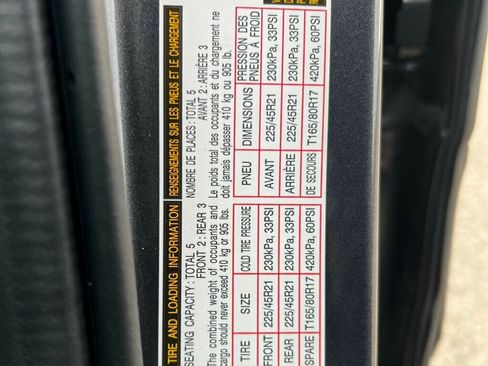 TIRE AND LOADING INFORMATION
SEATING CAPACITY: TOTAL 5
FRONT 2 : REAR 3
The combined weight of occupants and
cargo should never exceed 410 kg or 905 lbs.
TIRE SIZE COLD TIRE PRESSURE
FRONT 225/45R21 230kPa, 33PSI
REAR 225/45R21 230kPa, 33PSI
SPARE T165/80R17 420kPa, 60PSI
RENSEIGNEMENTS SUR LES PNEUS ET LE CHARGEMENT
NOMBRE DE PLACES : TOTAL 5
AVANT 2 : ARRIÈRE 3
Le poids total des occupants et du chargement ne
doit jamais dépasser 410 kg ou 905 lb.
PNEU DIMENSIONS PRESSION DES
PNEUS À FROID
AVANT 225/45R21 230kPa, 33PSI
ARRIÈRE 225/45R21 230kPa, 33PSI
DE SECOURS T165/80R17 420kPa, 60PSI